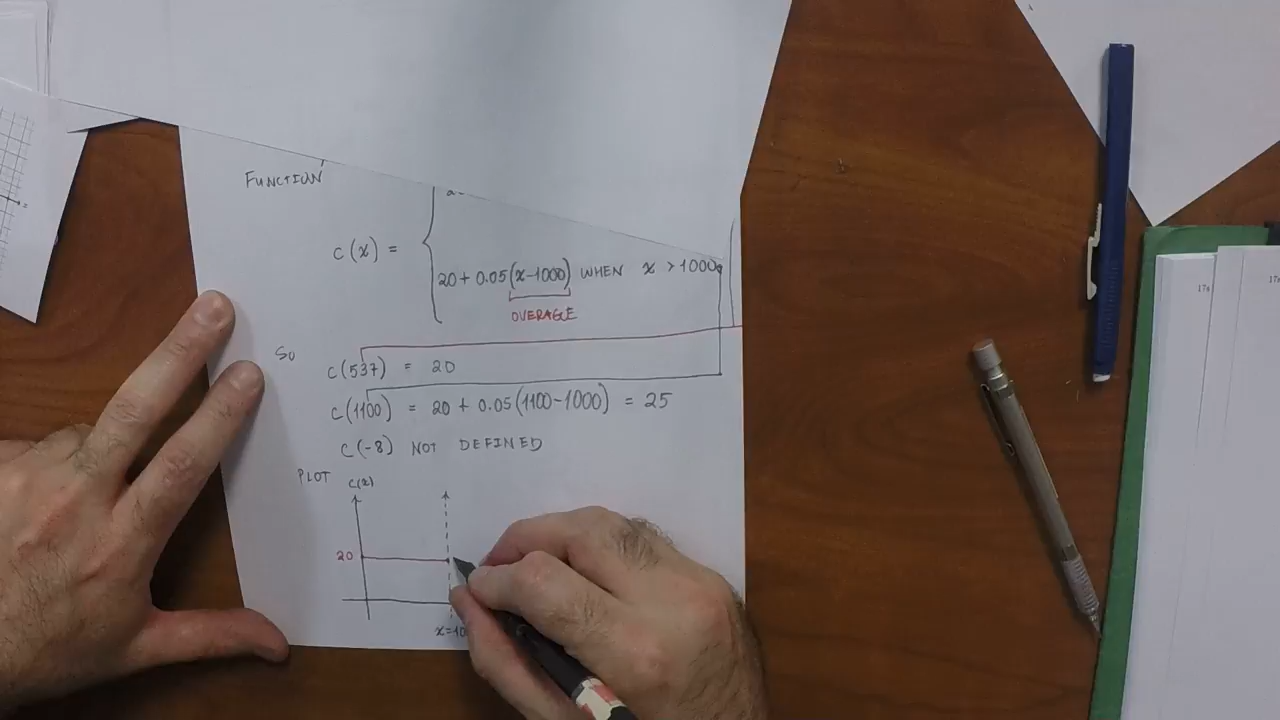 FUNCTION
C(x) =
20 + 0.05(x-1000) WHEN x > 1000
OVERAGE
SO
C(537) = 20
C(1100) = 20 + 0.05(1100-1000) = 25
C(-8) NOT DEFINED
PLOT C(x)
20
176